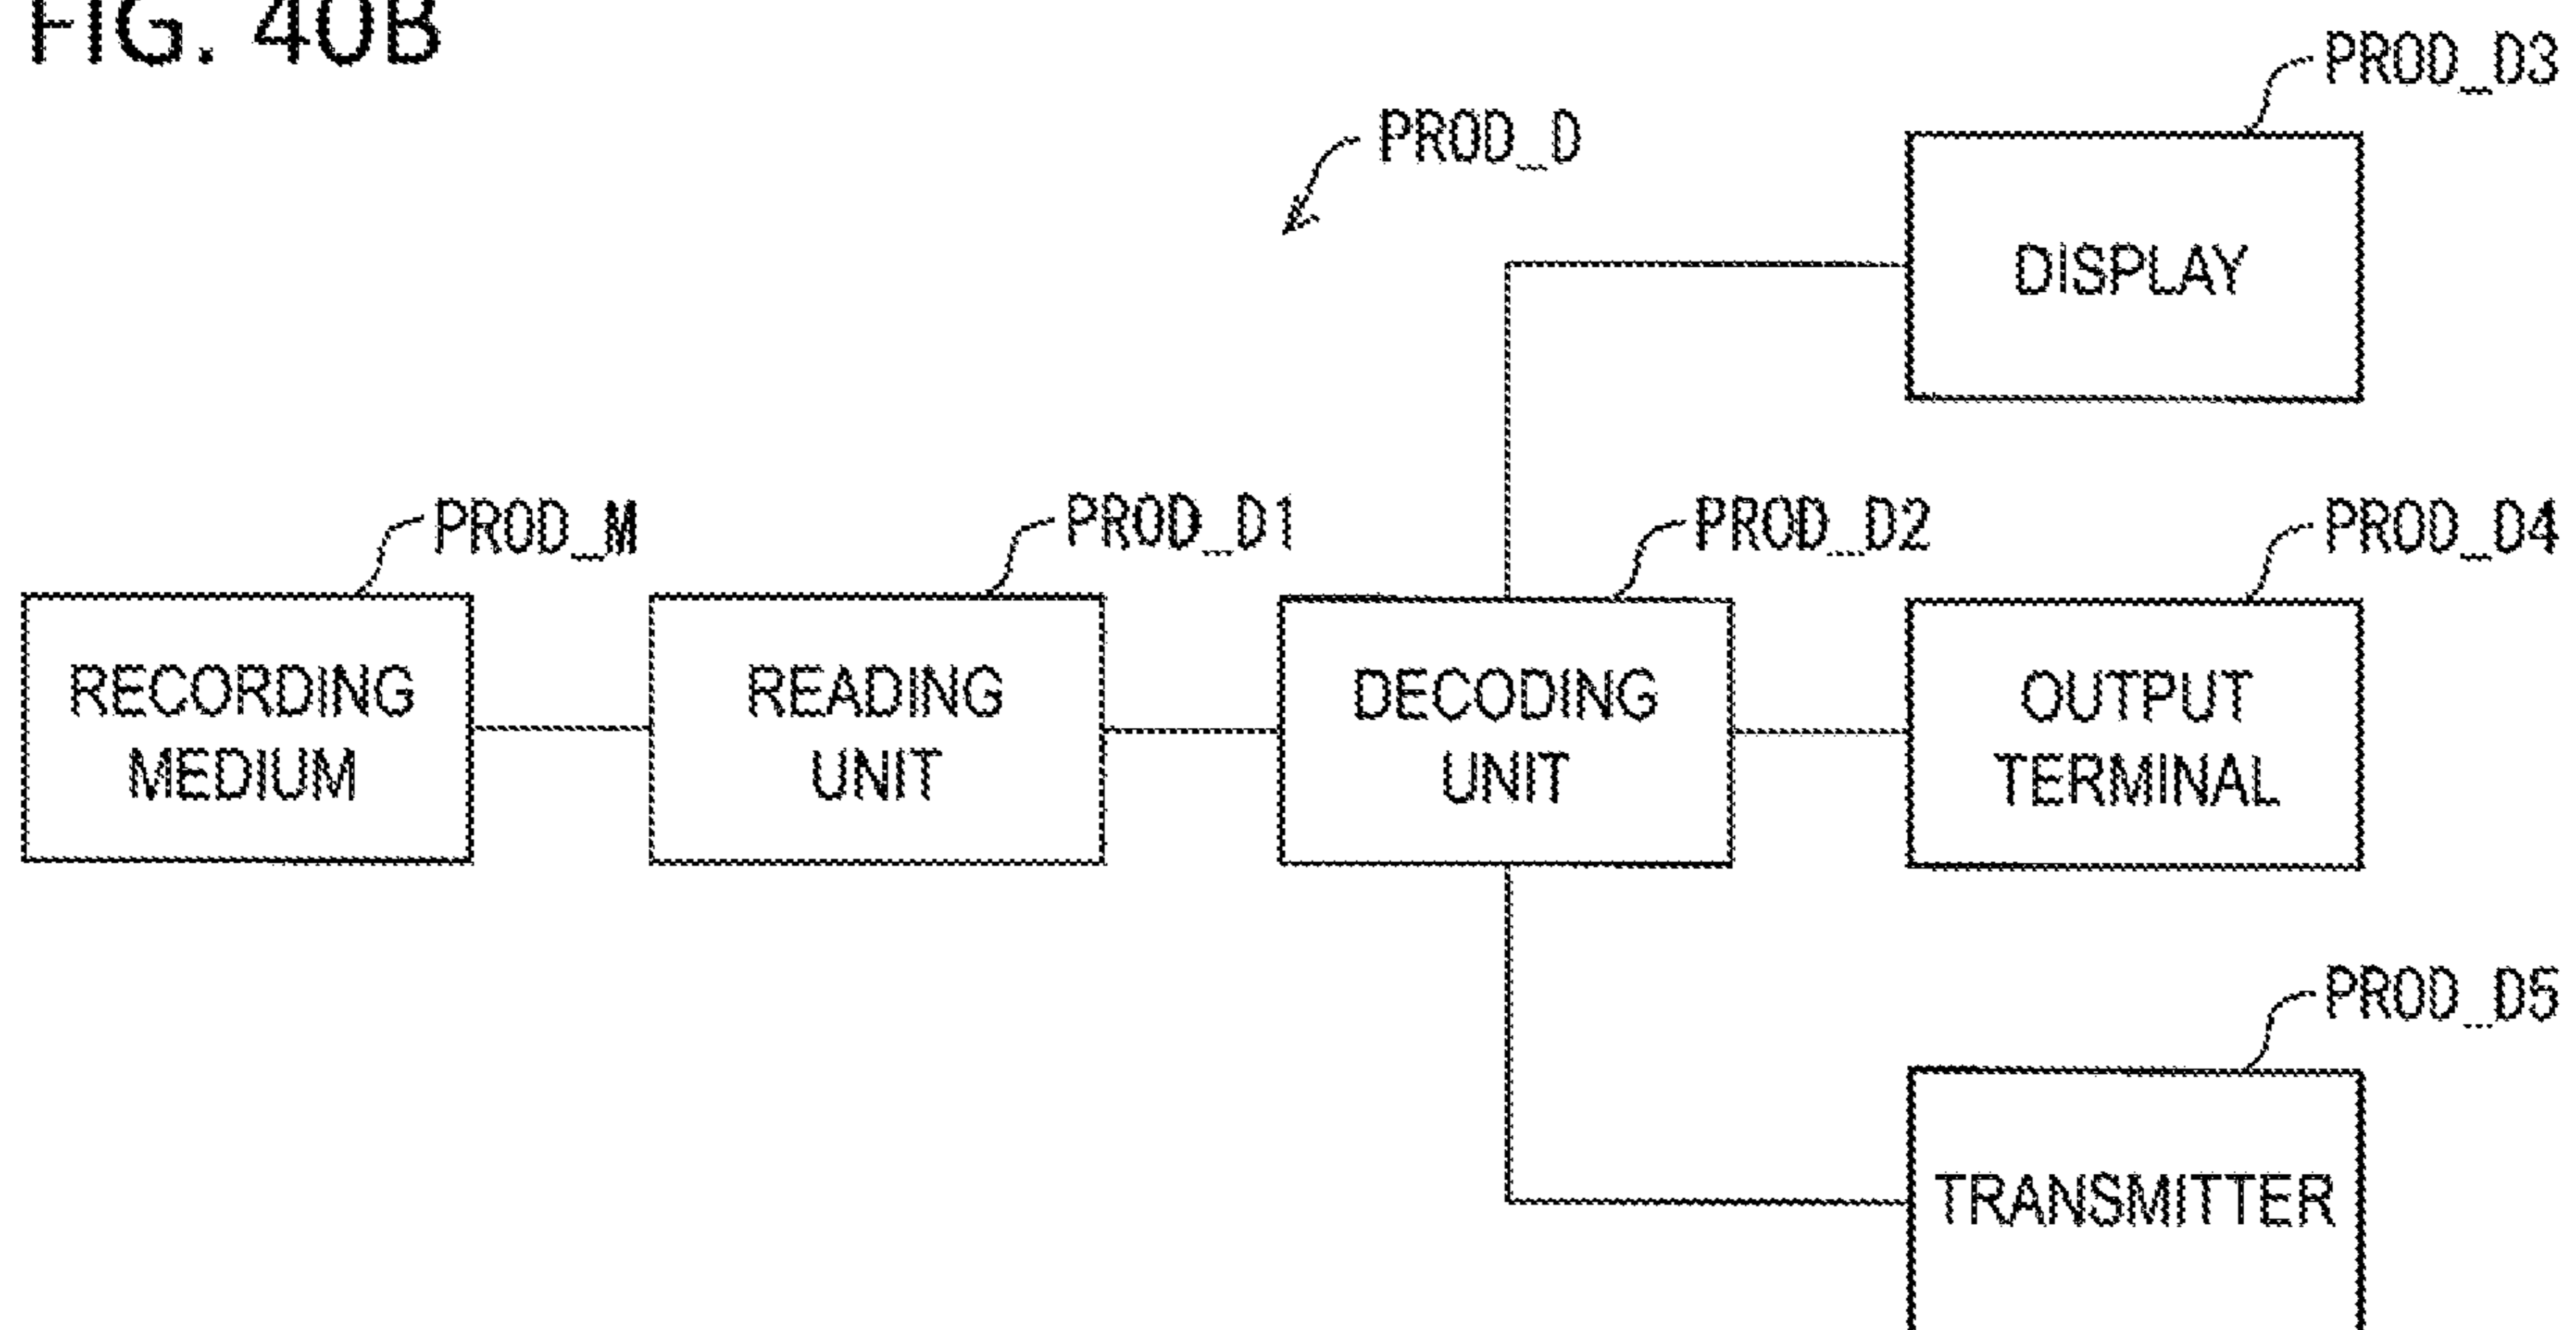 FIG. 40B
PROD_D3
PROD_D
DISPLAY
PROD_M
PROD_D1
PROD_D2
PROD_D4
RECORDING
MEDIUM
READING
UNIT
DECODING
UNIT
OUTPUT
TERMINAL
PROD_D5
TRANSMITTER